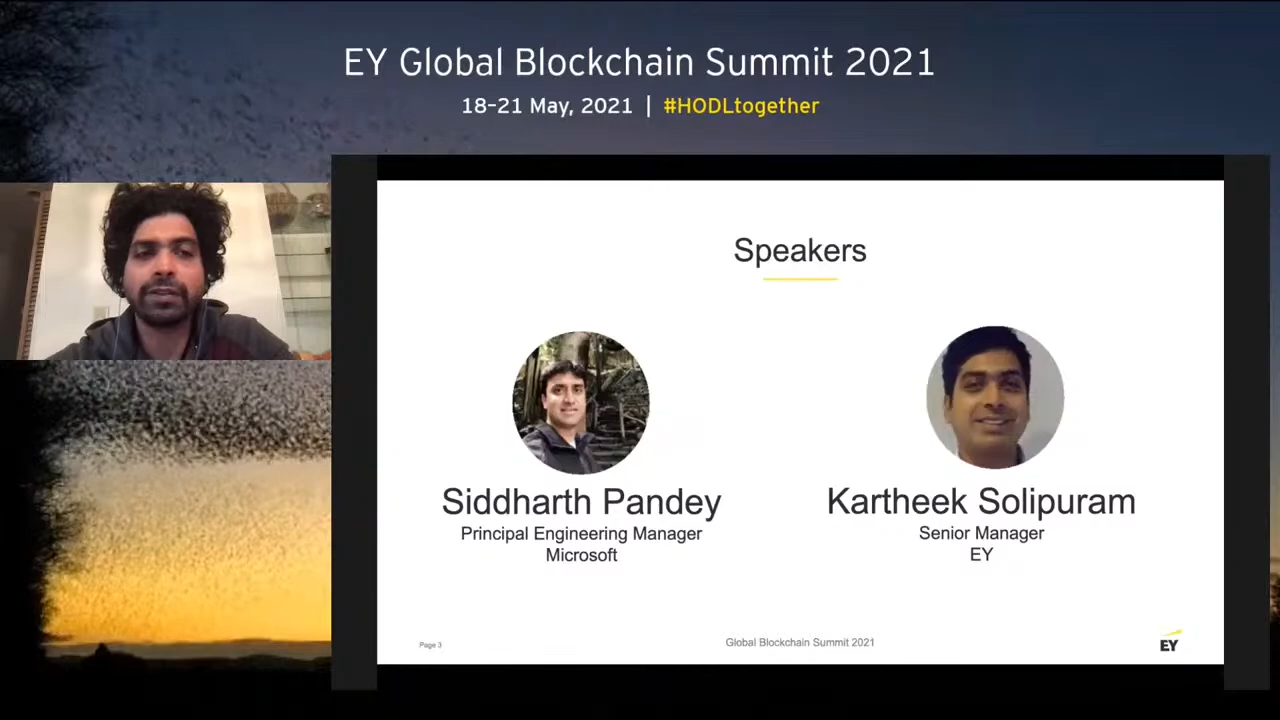 EY Global Blockchain Summit 2021
18–21 May, 2021 | #HODLtogether
Speakers
Siddharth Pandey
Principal Engineering Manager
Microsoft
Kartheek Solipuram
Senior Manager
EY
Page 3
Global Blockchain Summit 2021
EY